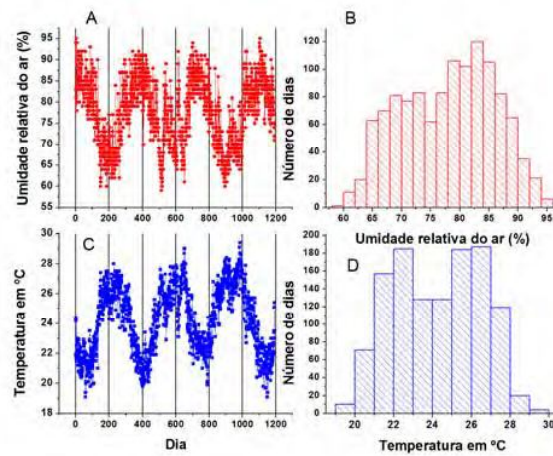 A
Umidade relativa do ar (%)
95
90
85
80
75
70
65
60
55
0 200 400 600 800 1000 1200
B
Número de dias
120
100
80
60
40
20
0
60 65 70 75 80 85 90 95
Umidade relativa do ar (%)
C
Temperatura em ºC
30
28
26
24
22
20
18
0 200 400 600 800 1000 1200
Dia
D
Número de dias
200
180
160
140
120
100
80
60
40
20
0
20 22 24 26 28 30
Temperatura em ºC